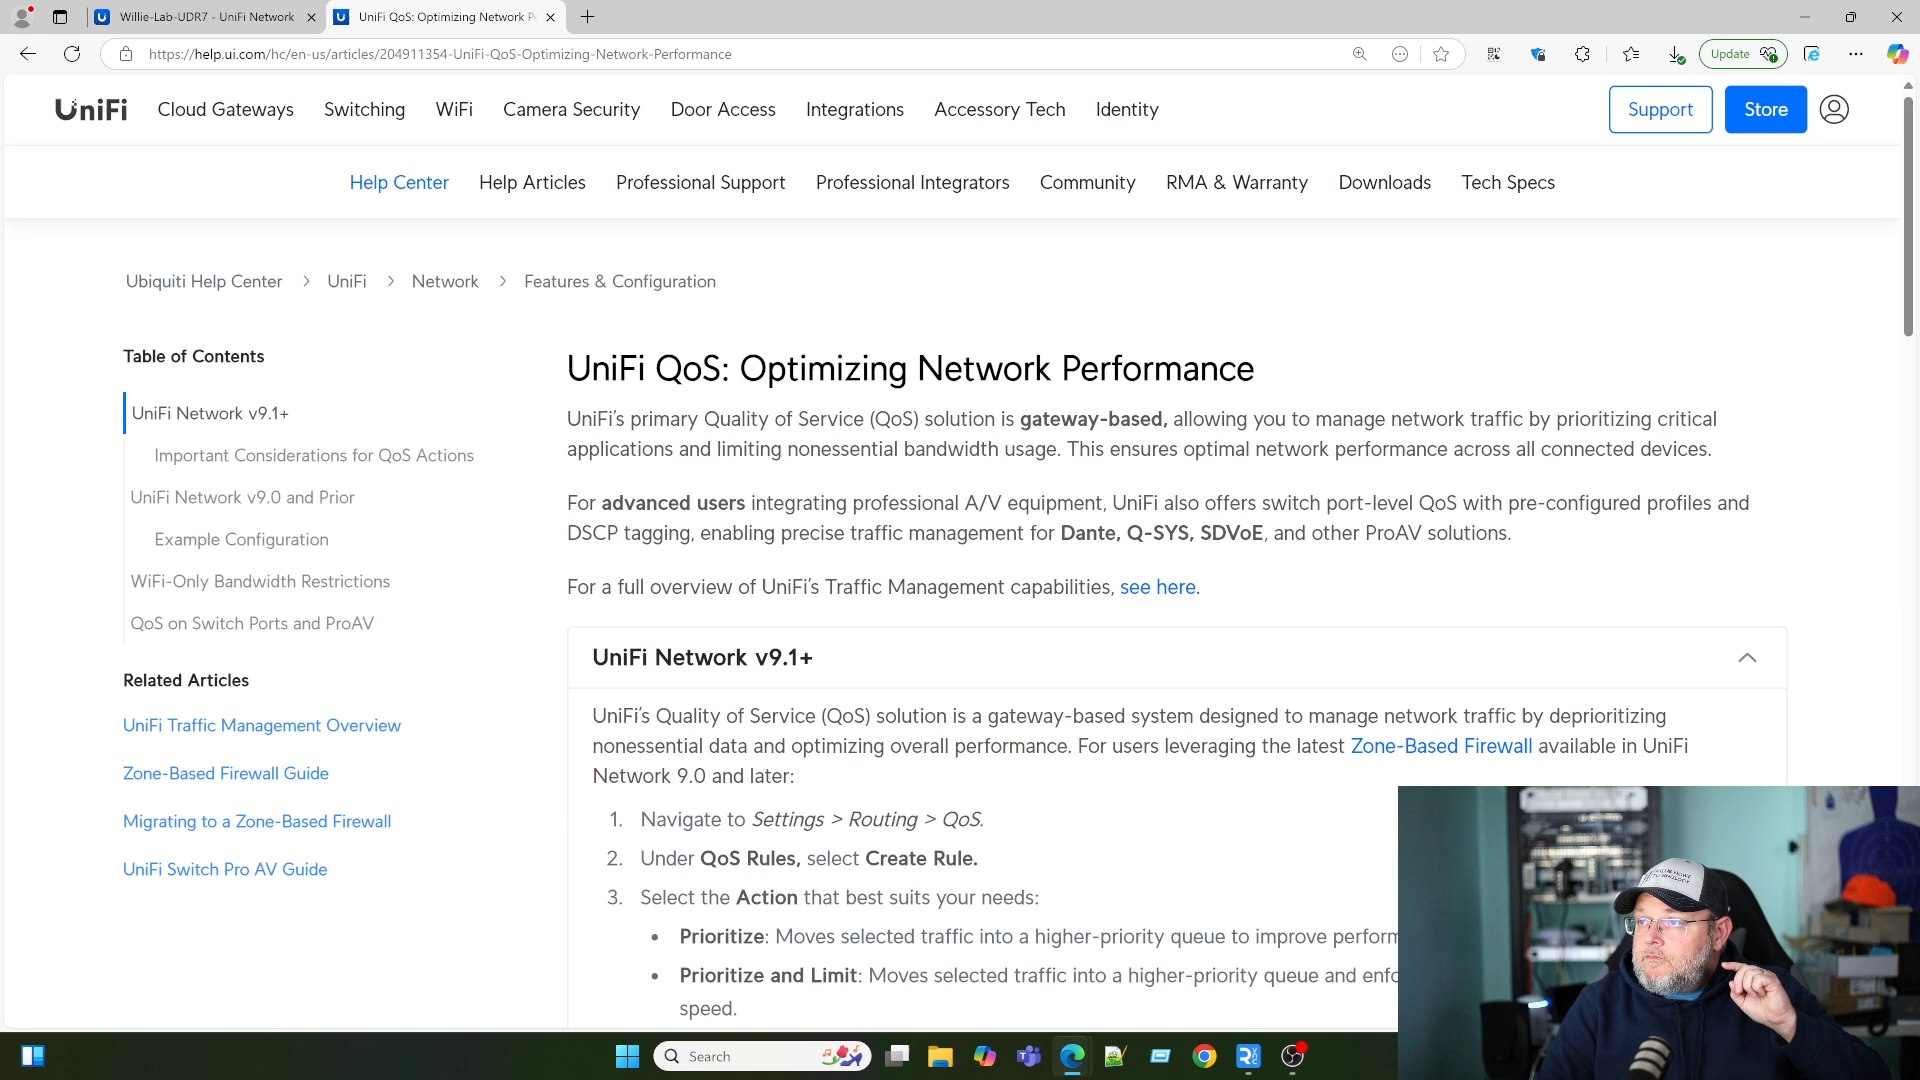 Willie-Lab-UDR7 - UniFi Network
UniFi QoS: Optimizing Network P
https://help.ui.com/hc/en-us/articles/204911354-UniFi-QoS-Optimizing-Network-Performance
Update
UniFi
Cloud Gateways
Switching
WiFi
Camera Security
Door Access
Integrations
Accessory Tech
Identity
Support
Store
Help Center
Help Articles
Professional Support
Professional Integrators
Community
RMA & Warranty
Downloads
Tech Specs
Ubiquiti Help Center > UniFi > Network > Features & Configuration
Table of Contents
UniFi Network v9.1+
Important Considerations for QoS Actions
UniFi Network v9.0 and Prior
Example Configuration
WiFi-Only Bandwidth Restrictions
QoS on Switch Ports and ProAV
Related Articles
UniFi Traffic Management Overview
Zone-Based Firewall Guide
Migrating to a Zone-Based Firewall
UniFi Switch Pro AV Guide
UniFi QoS: Optimizing Network Performance
UniFi's primary Quality of Service (QoS) solution is gateway-based, allowing you to manage network traffic by prioritizing critical
applications and limiting nonessential bandwidth usage. This ensures optimal network performance across all connected devices.
For advanced users integrating professional A/V equipment, UniFi also offers switch port-level QoS with pre-configured profiles and
DSCP tagging, enabling precise traffic management for Dante, Q-SYS, SDVoE, and other ProAV solutions.
For a full overview of UniFi's Traffic Management capabilities, see here.
UniFi Network v9.1+
UniFi's Quality of Service (QoS) solution is a gateway-based system designed to manage network traffic by deprioritizing
nonessential data and optimizing overall performance. For users leveraging the latest Zone-Based Firewall available in UniFi
Network 9.0 and later:
1. Navigate to Settings > Routing > QoS.
2. Under QoS Rules, select Create Rule.
3. Select the Action that best suits your needs:
• Prioritize: Moves selected traffic into a higher-priority queue to improve perform
• Prioritize and Limit: Moves selected traffic into a higher-priority queue and enfo
speed.
Search